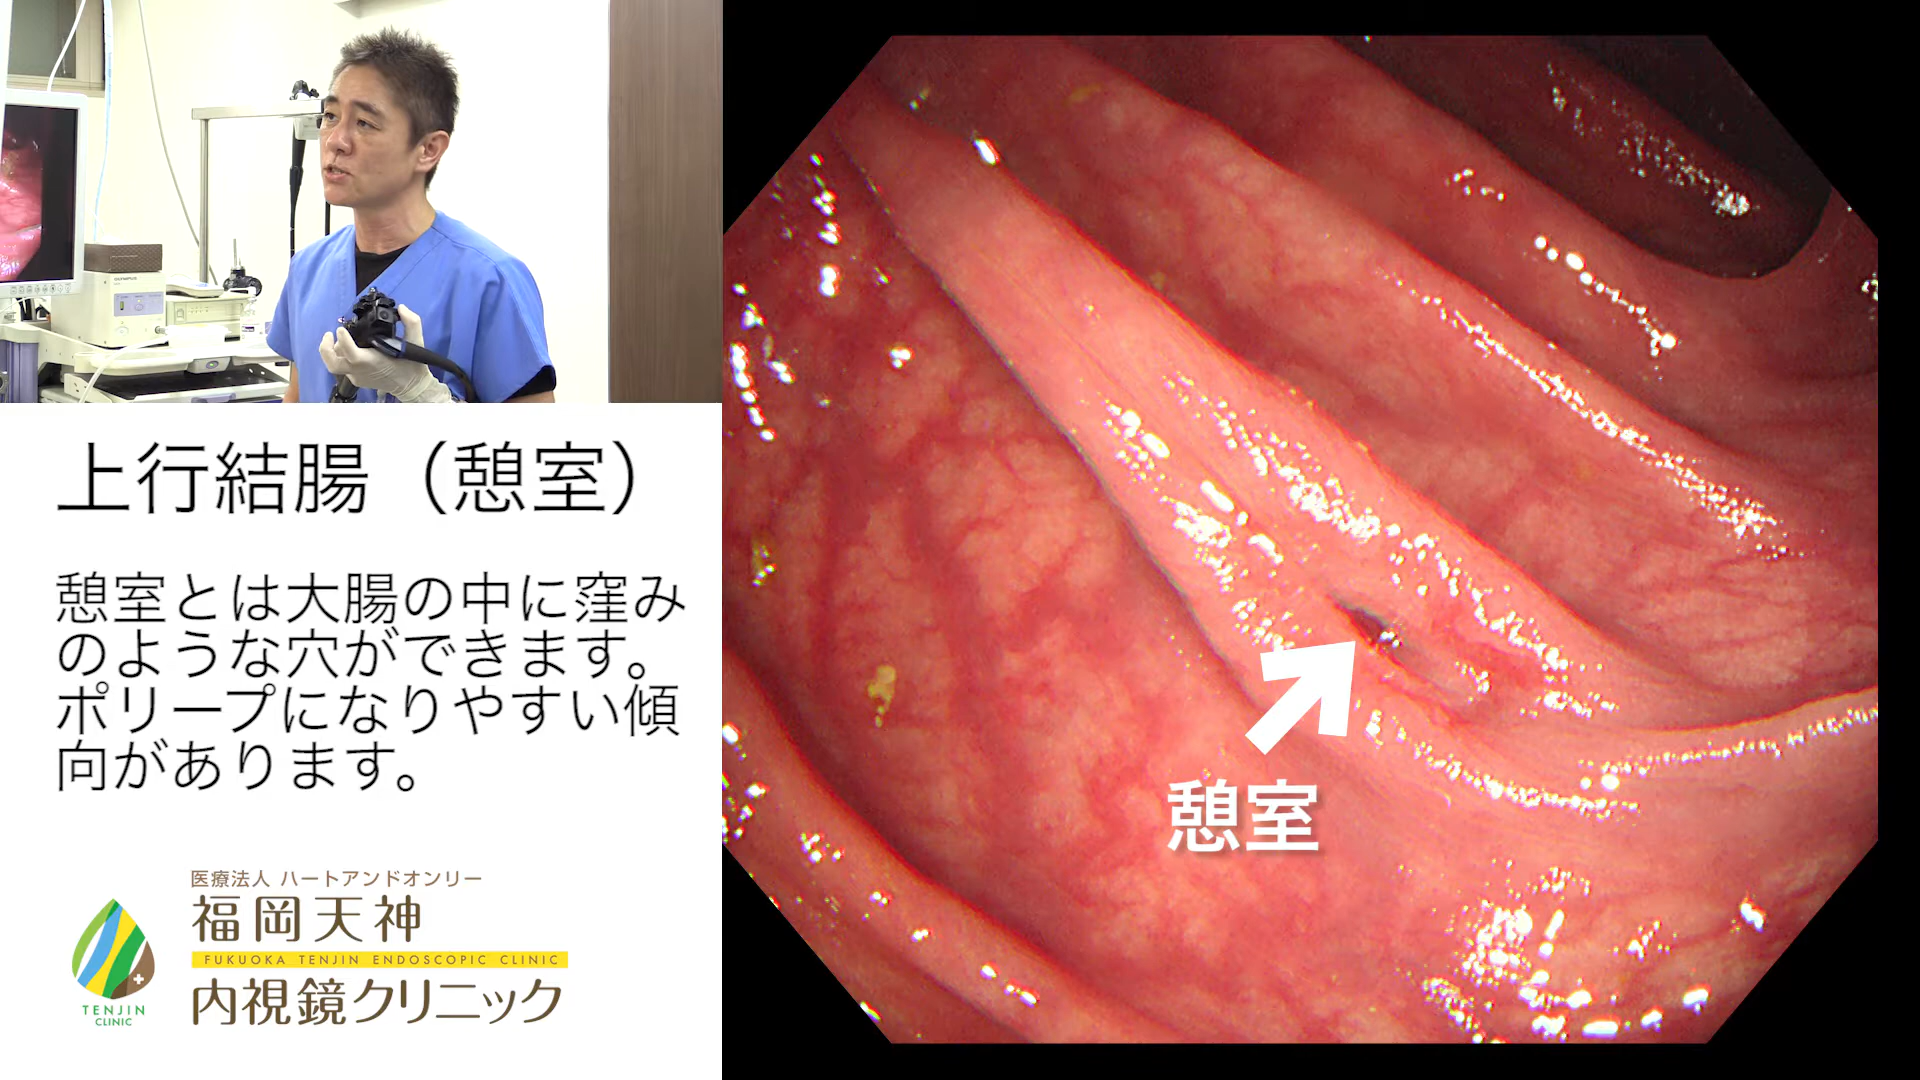 上行結腸（憩室）
憩室とは大腸の中に窪み
のような穴ができます。
ポリープになりやすい傾
向があります。
医療法人 ハートアンドオンリー
福岡天神
FUKUOKA TENJIN ENDOSCOPIC CLINIC
内視鏡クリニック
TENJIN
CLINIC
憩室
OLYMPUS